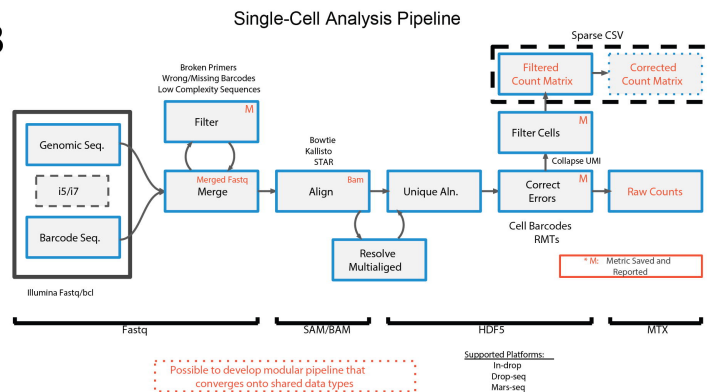 Single-Cell Analysis Pipeline
B
Sparse CSV
Filtered
Count Matrix
Corrected
Count Matrix
Broken Primers
Wrong/Missing Barcodes
Low Complexity Sequences
M
Filter
M
Filter Cells
Genomic Seq.
Bowtie
Kallisto
STAR
Collapse UMI
i5/i7
Merged Fastq
Merge
Bam
Align
Unique Aln.
M
Correct
Errors
Raw Counts
Barcode Seq.
Cell Barcodes
RMTs
Resolve
Multialiged
* M: Metric Saved and
Reported
Illumina Fastq/bcl
Fastq
SAM/BAM
HDF5
MTX
Possible to develop modular pipeline that
converges onto shared data types
Supported Platforms:
In-drop
Drop-seq
Mars-seq